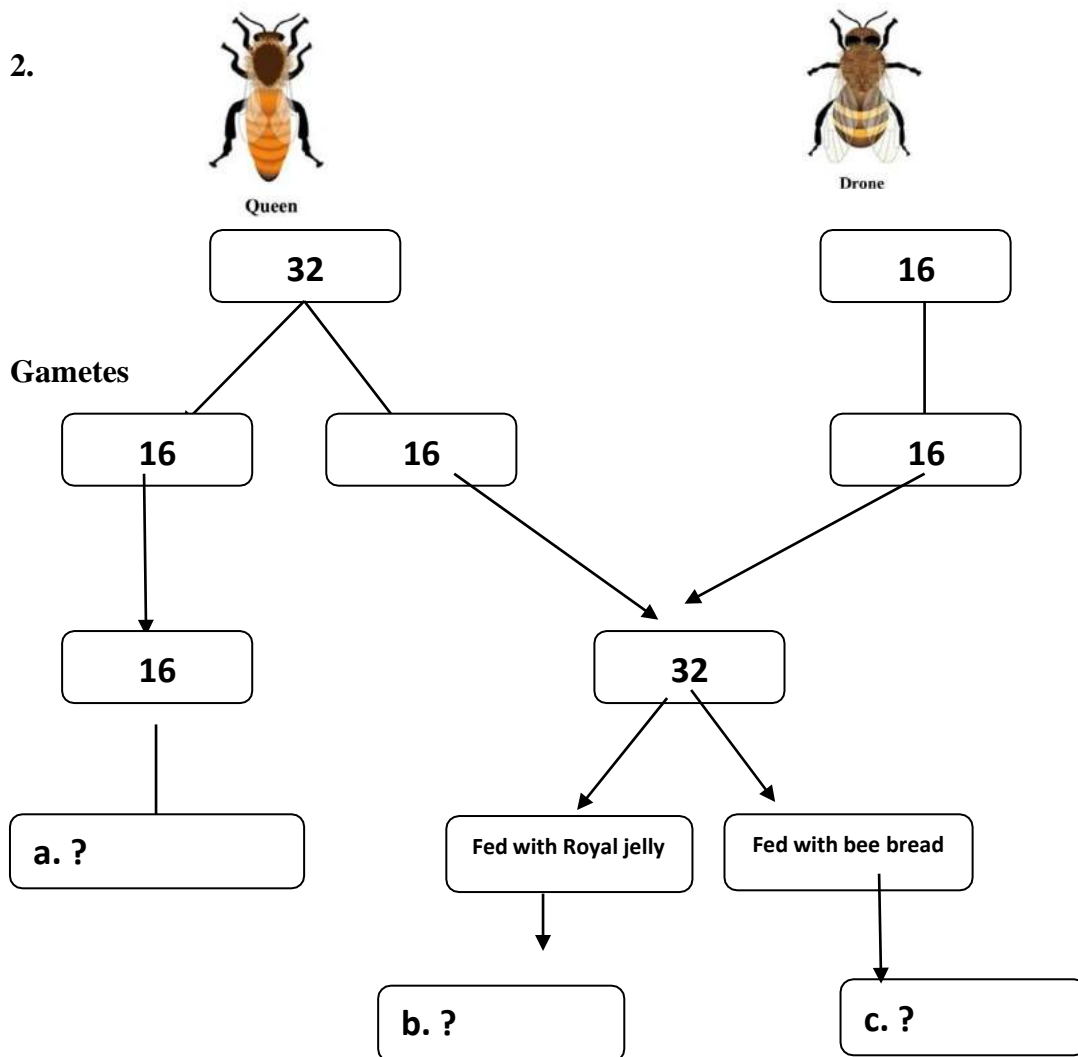 2.
Queen
Drone
32
16
Gametes
16
16
16
16
32
a. ?
Fed with Royal jelly
Fed with bee bread
b. ?
c. ?